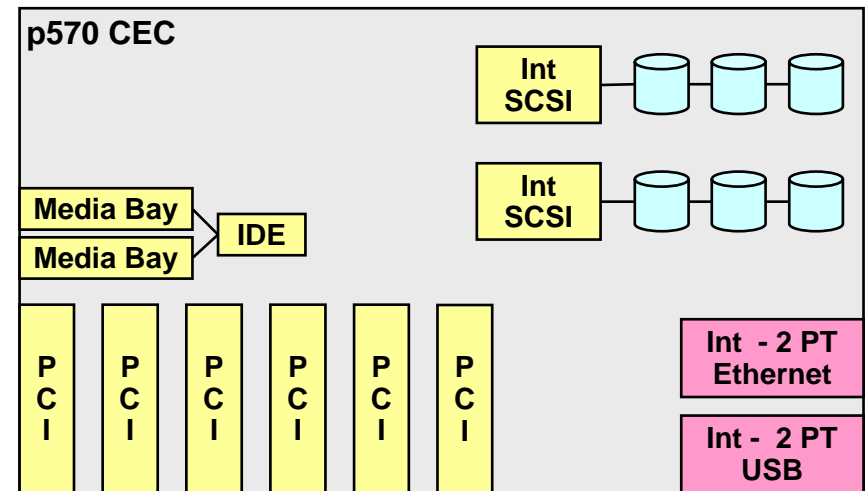 p570 CEC
Int
SCSI
Int
SCSI
Media Bay
IDE
Media Bay
P
C
I
P
C
I
P
C
I
P
C
I
P
C
I
P
C
I
Int - 2 PT
Ethernet
Int - 2 PT
USB